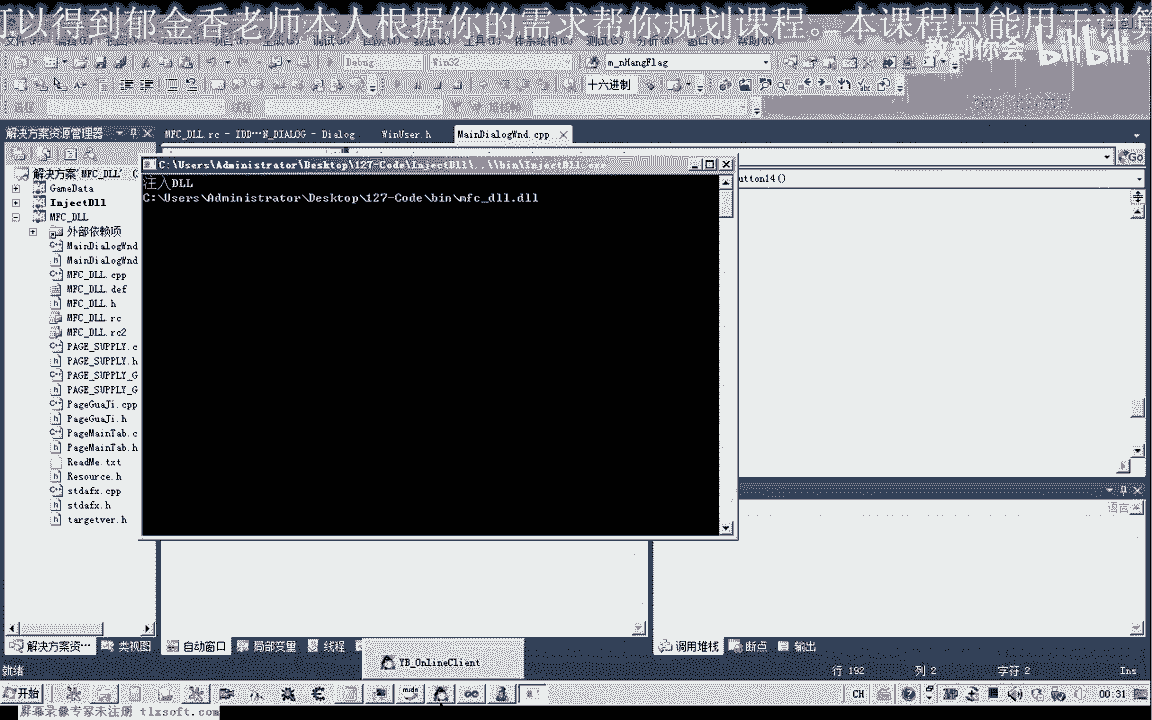 以得到郁金香老师本人根据你的需求帮你规划课程。本课程只能用于计算
教到你会 bilibili
Debug Win32 m_nHangFlag
十六进制
解决方案资源管理器
MFC_DLL.rc - IDD···N_DIALOG - Dialog WinUser.h MainDialogWnd.cpp
C:\Users\Administrator\Desktop\127-Code\InjectDll\..\bin\InjectDll.exe
Go
注入DLL
C:\Users\Administrator\Desktop\127-Code\bin\mfc_dll.dll
utton14()
解决方案"MFC_DLL" (
GameData
InjectDll
MFC_DLL
外部依赖项
MainDialogWnd
MainDialogWnd
MFC_DLL.cpp
MFC_DLL.def
MFC_DLL.h
MFC_DLL.rc
MFC_DLL.rc2
PAGE_SUPPLY.c
PAGE_SUPPLY.h
PAGE_SUPPLY_G
PAGE_SUPPLY_G
PageGuaJi.cpp
PageGuaJi.h
PageMainTab.c
PageMainTab.h
ReadMe.txt
Resource.h
stdafx.cpp
stdafx.h
targetver.h
语言
解决方案资··· 类视图 自动窗口 局部变量 线程 调用堆栈 断点 输出
YB_OnlineClient
就绪 行 192 列 2 字符 2 Ins
开始 CH 00:31
屏幕录像专家未注册 tlxsoft.com